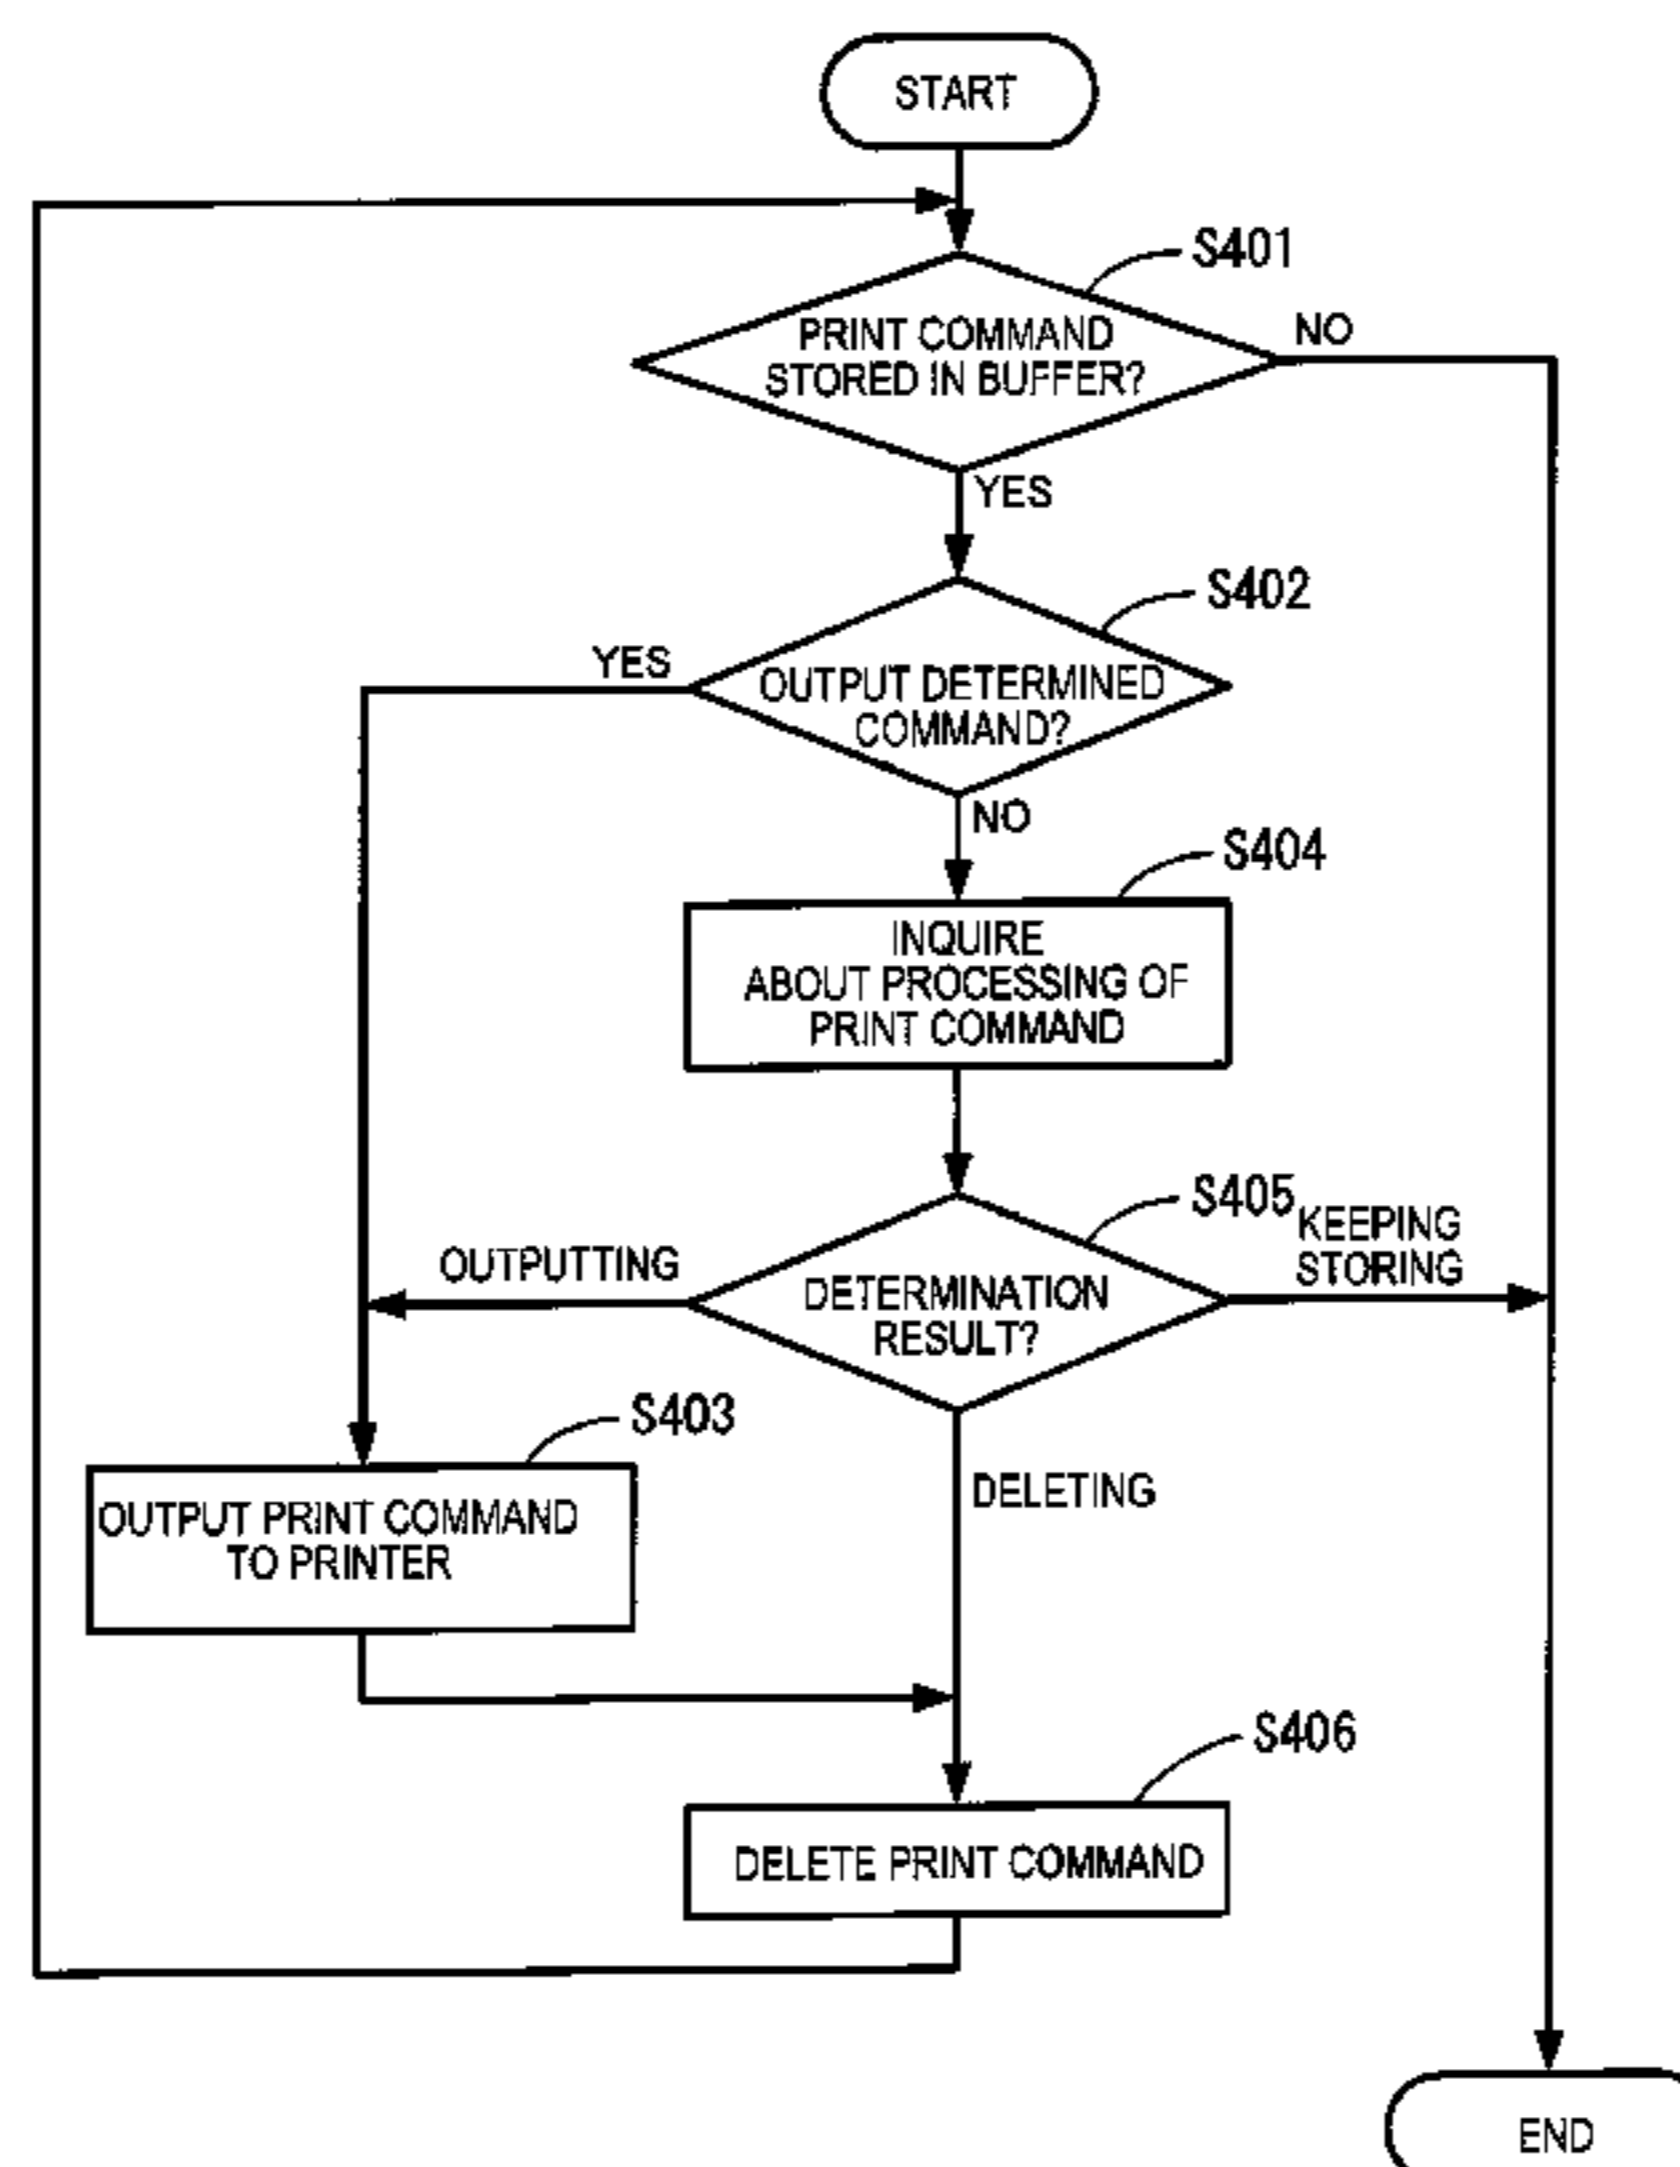 START
S401
PRINT COMMAND
STORED IN BUFFER?
NO
YES
S402
YES
OUTPUT DETERMINED
COMMAND?
NO
S404
INQUIRE
ABOUT PROCESSING OF
PRINT COMMAND
S405
KEEPING
STORING
OUTPUTTING
DETERMINATION
RESULT?
S403
DELETING
OUTPUT PRINT COMMAND
TO PRINTER
S406
DELETE PRINT COMMAND
END